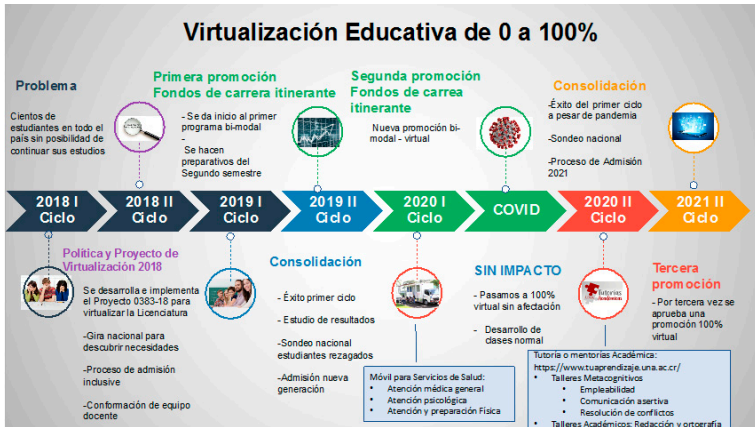 Virtualización Educativa de 0 a 100%
Problema
Cientos de
estudiantes en todo el
país sin posibilidad de
continuar sus estudios
Primera promoción
Fondos de carrera itinerante
- Se da inicio al primer
programa bi-modal
-
Se hacen
preparativos del
Segundo semestre
Segunda promoción
Fondos de carrea
itinerante
Nueva promoción bi-
modal - virtual
Consolidación
-Éxito del primer ciclo
a pesar de pandemia
-Sondeo nacional
-Proceso de Admisión
2021
2018 I
Ciclo
2018 II
Ciclo
2019 I
Ciclo
2019 II
Ciclo
2020 I
Ciclo
COVID
2020 II
Ciclo
2021 II
Ciclo
Política y Proyecto de
Virtualización 2018
Se desarrolla e implementa
el Proyecto 0383-18 para
virtualizar la Licenciatura
-Gira nacional para
descubrir necesidades
-Proceso de admisión
inclusive
-Conformación de equipo
docente
Consolidación
- Éxito primer ciclo
- Estudio de resultados
-Sondeo nacional
estudiantes rezagados
-Admisión nueva
generación
Móvil para Servicios de Salud:
• Atención médica general
• Atención psicológica
• Atención y preparación Física
SIN IMPACTO
- Pasamos a 100%
virtual sin afectación
- Desarrollo de
clases normal
Tutorías
Académicas
Tercera
promoción
- Por tercera vez se
aprueba una
promoción 100%
virtual
Tutoría o mentorías Académica:
https://www.tuaprendizaje.una.ac.cr/
• Talleres Metacognitivos
• Empleabilidad
• Comunicación asertiva
• Resolución de conflictos
• Talleres Académicos: Redacción y ortografía